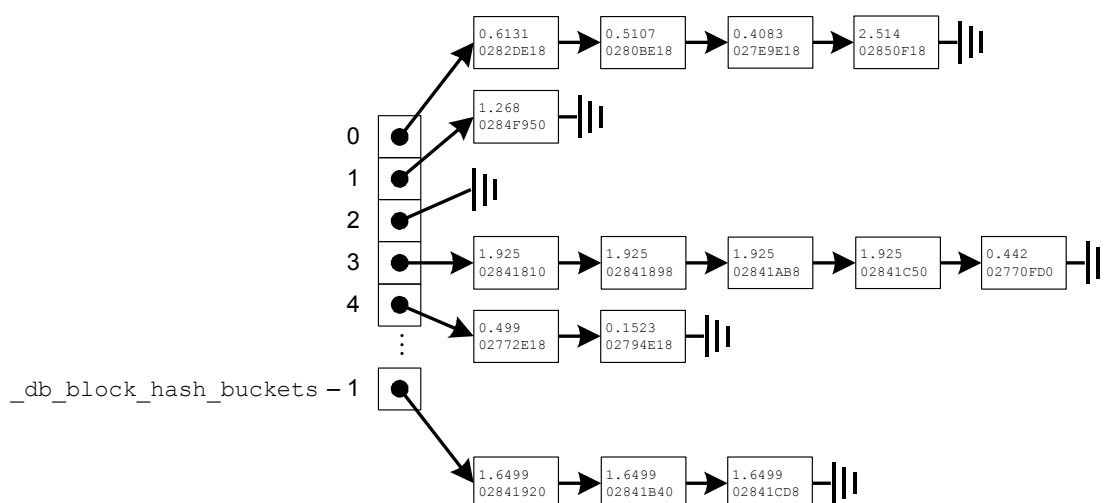 0.6131 0.5107 0.4083 2.514
0282DE18 0280BE18 027E9E18 02850F18
1.268
0284F950
0
1
2
3
1.925 1.925 1.925 1.925 0.442
02841810 02841898 02841AB8 02841C50 02770FD0
4
0.499 0.1523
02772E18 02794E18
⋮
_db_block_hash_buckets – 1
1.6499 1.6499 1.6499
02841920 02841B40 02841CD8